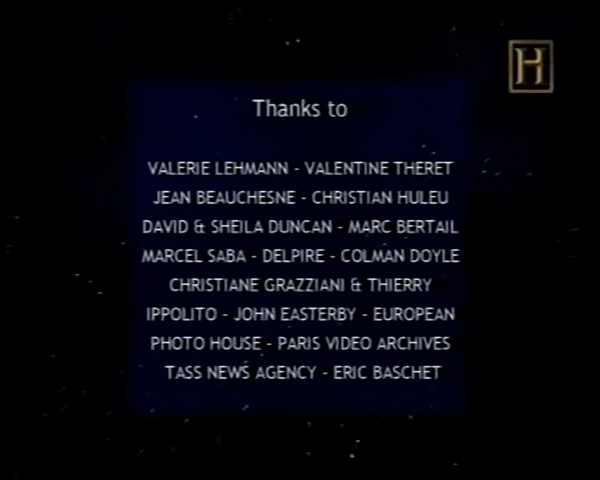 H
Thanks to
VALERIE LEHMANN - VALENTINE THERET
JEAN BEAUCHESNE - CHRISTIAN HULEU
DAVID & SHEILA DUNCAN - MARC BERTAIL
MARCEL SABA - DELPIRE - COLMAN DOYLE
CHRISTIANE GRAZZIANI & THIERRY
IPPOLITO - JOHN EASTERBY - EUROPEAN
PHOTO HOUSE - PARIS VIDEO ARCHIVES
TASS NEWS AGENCY - ERIC BASCHET